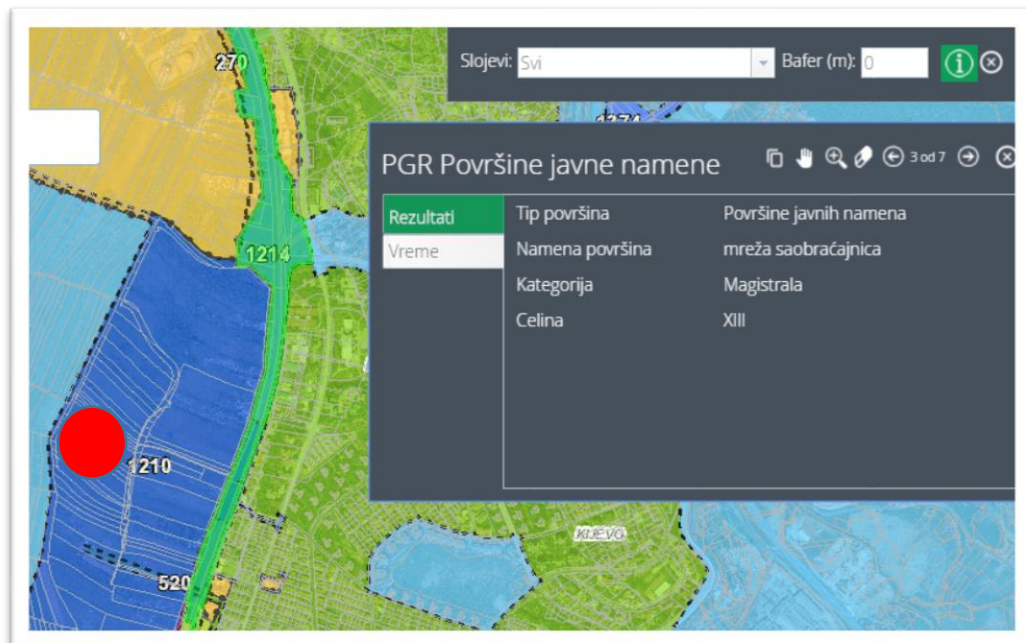 Slojevi: Svi Bafer (m): 0
270
1274
PGR Površine javne namene 3 od 7
Rezultati Tip površina Površine javnih namena
Vreme Namena površina mreža saobraćajnica
Kategorija Magistrala
Celina XIII
1214
1210
KIJEVO
520